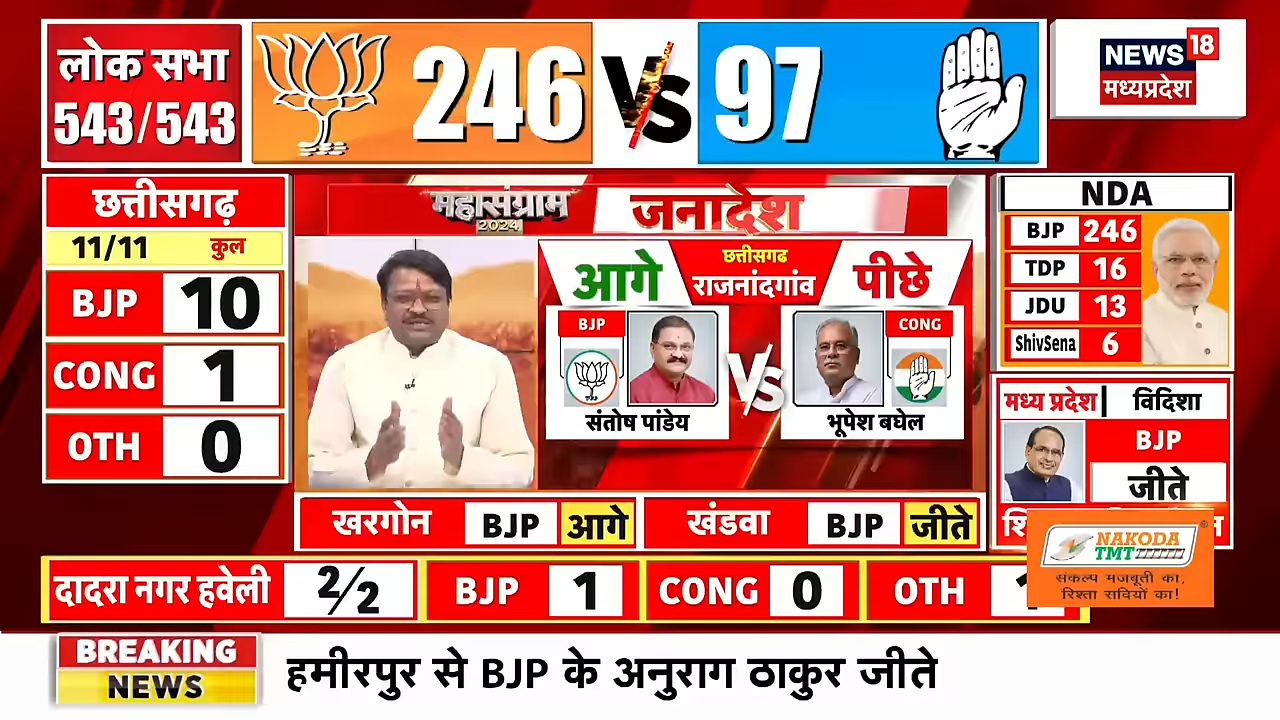 लोक सभा
543/543
246 VS 97
NEWS 18
मध्यप्रदेश
छत्तीसगढ़
11/11 कुल
BJP 10
CONG 1
OTH 0
महासंग्राम
2024
जनादेश
छत्तीसगढ
आगे राजनांदगांव पीछे
BJP
VS
CONG
संतोष पांडेय
भूपेश बघेल
NDA
BJP 246
TDP 16
JDU 13
ShivSena 6
मध्य प्रदेश| विदिशा
BJP
जीते
खरगोन BJP आगे
खंडवा BJP जीते
NAKODA
TMT
संकल्प मजबूती का,
रिश्ता सदियों का!
दादरा नगर हवेली 2/2
BJP 1
CONG 0
OTH 1
BREAKING
NEWS
हमीरपुर से BJP के अनुराग ठाकुर जीते